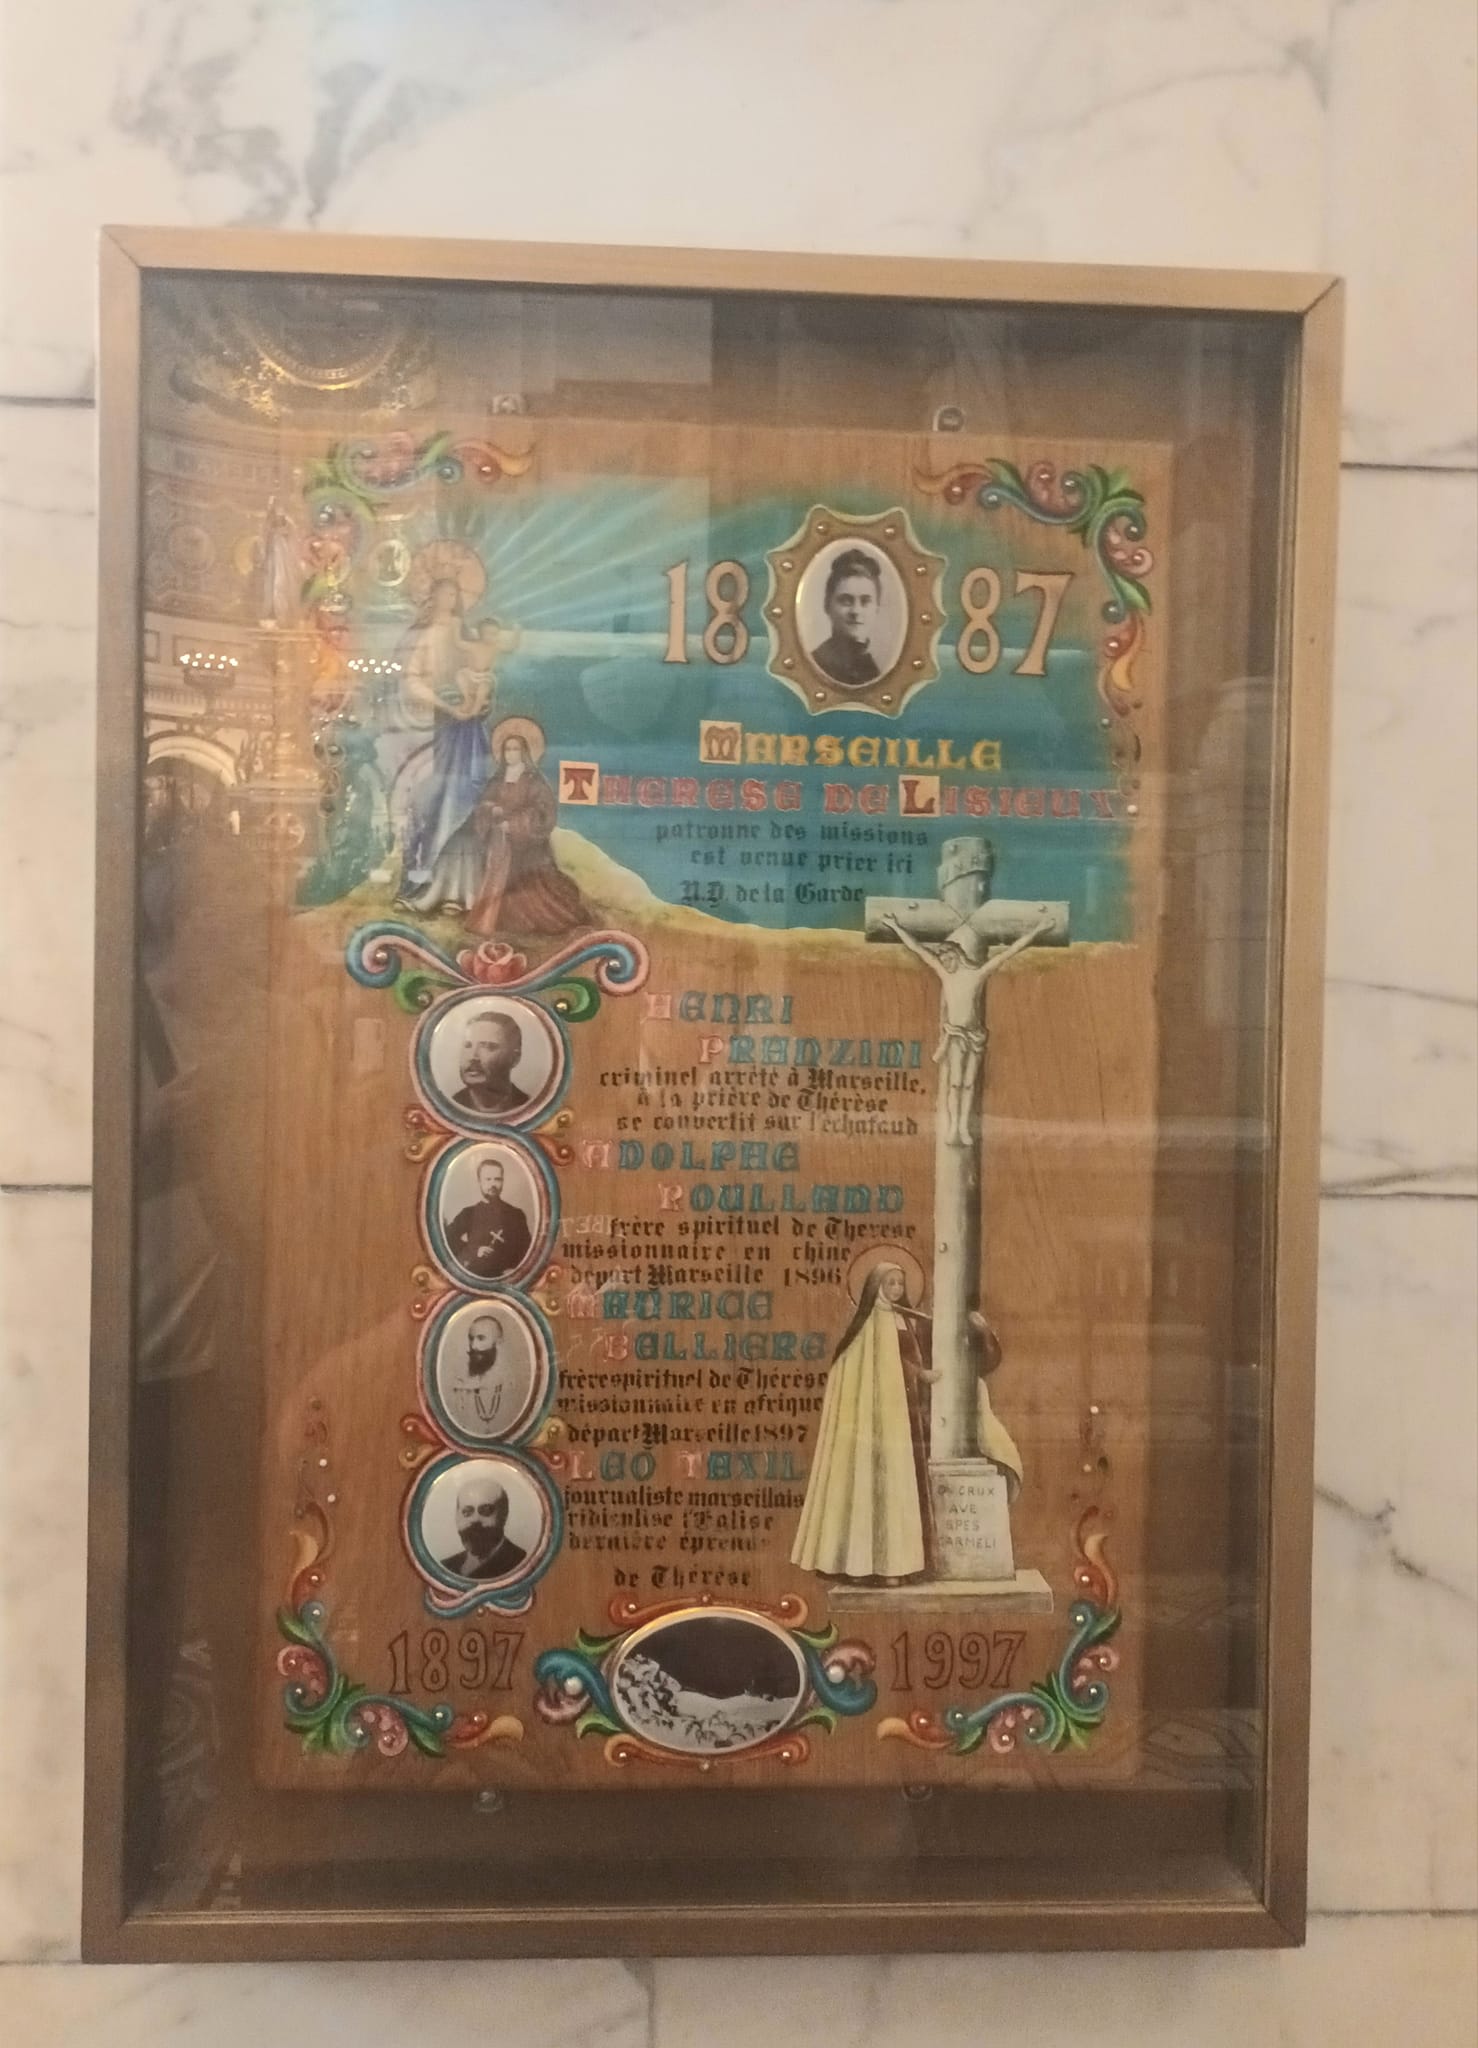 1887
MARSEILLE
THERESE DE LISIEUX
patronne des missions
est venue prier ici
N.D. de la Garde
INRI
HENRI
PRANZINI
criminel arrêté à Marseille,
à la prière de Thérèse
se convertit sur l'échafaud
ADOLPHE
ROULLAND
frère spirituel de Therese
missionnaire en chine
départ Marseille 1896
MAURICE
BELLIERE
frère spirituel de Thérèse
missionnaire en afrique
départ Marseille 1897
LEO TAXIL
journaliste marseillais
ridiculise l'Eglise
dernière épreuve
de Thérèse
O CRUX
AVE
SPES
CARMELI
1897 1997